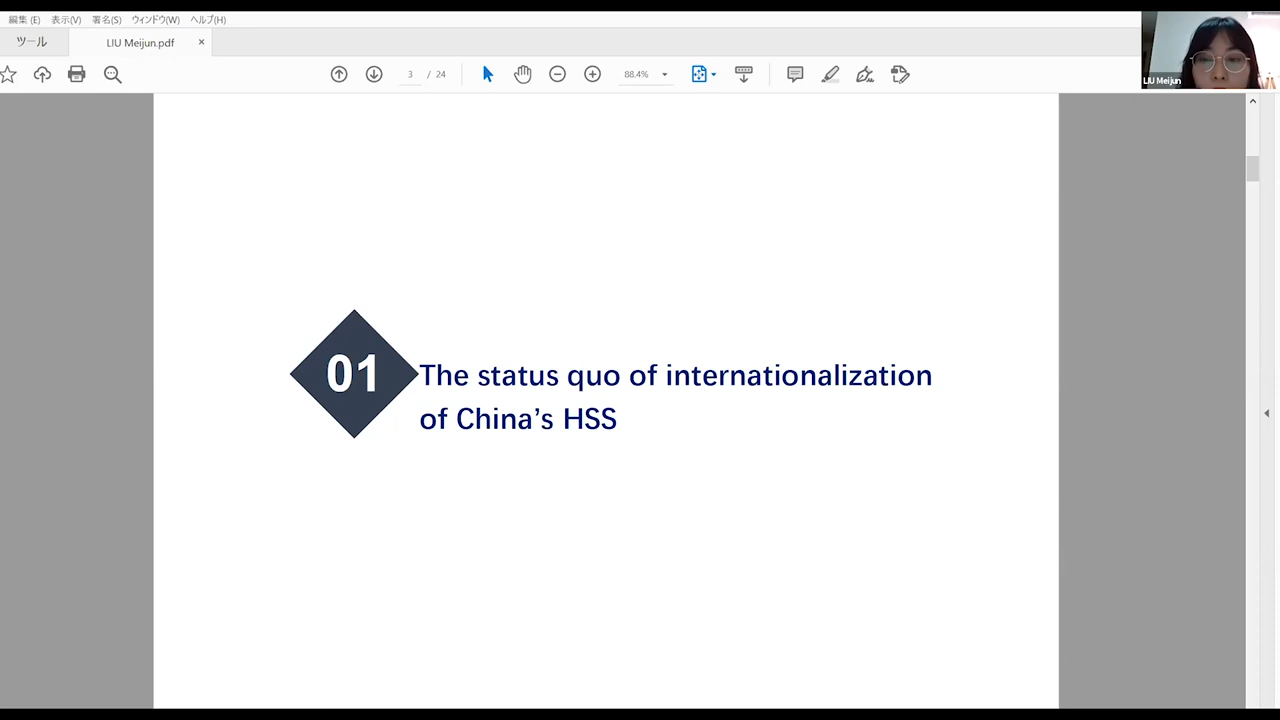 編集 (E) 表示(V) 署名(S) ウィンドウ(W) ヘルプ(H)
ツール
LIU Meijun.pdf ×
3 / 24
88.4%
LIU Meijun
01
The status quo of internationalization
of China’s HSS